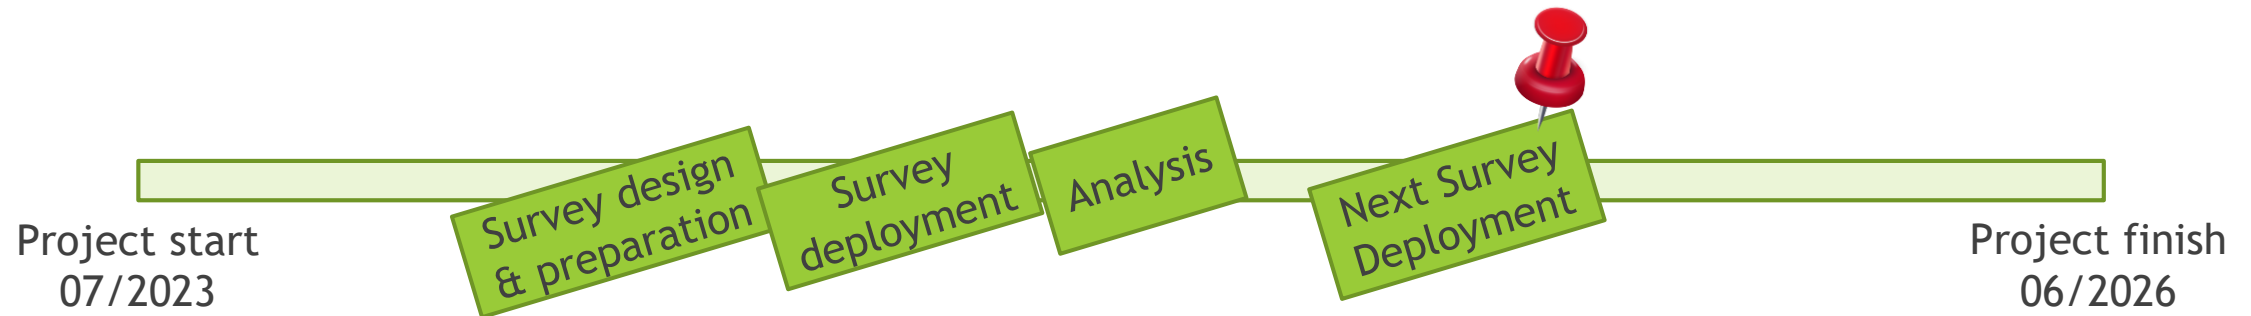 Project start
07/2023
Survey design
& preparation
Survey
deployment
Analysis
Next Survey
Deployment
Project finish
06/2026